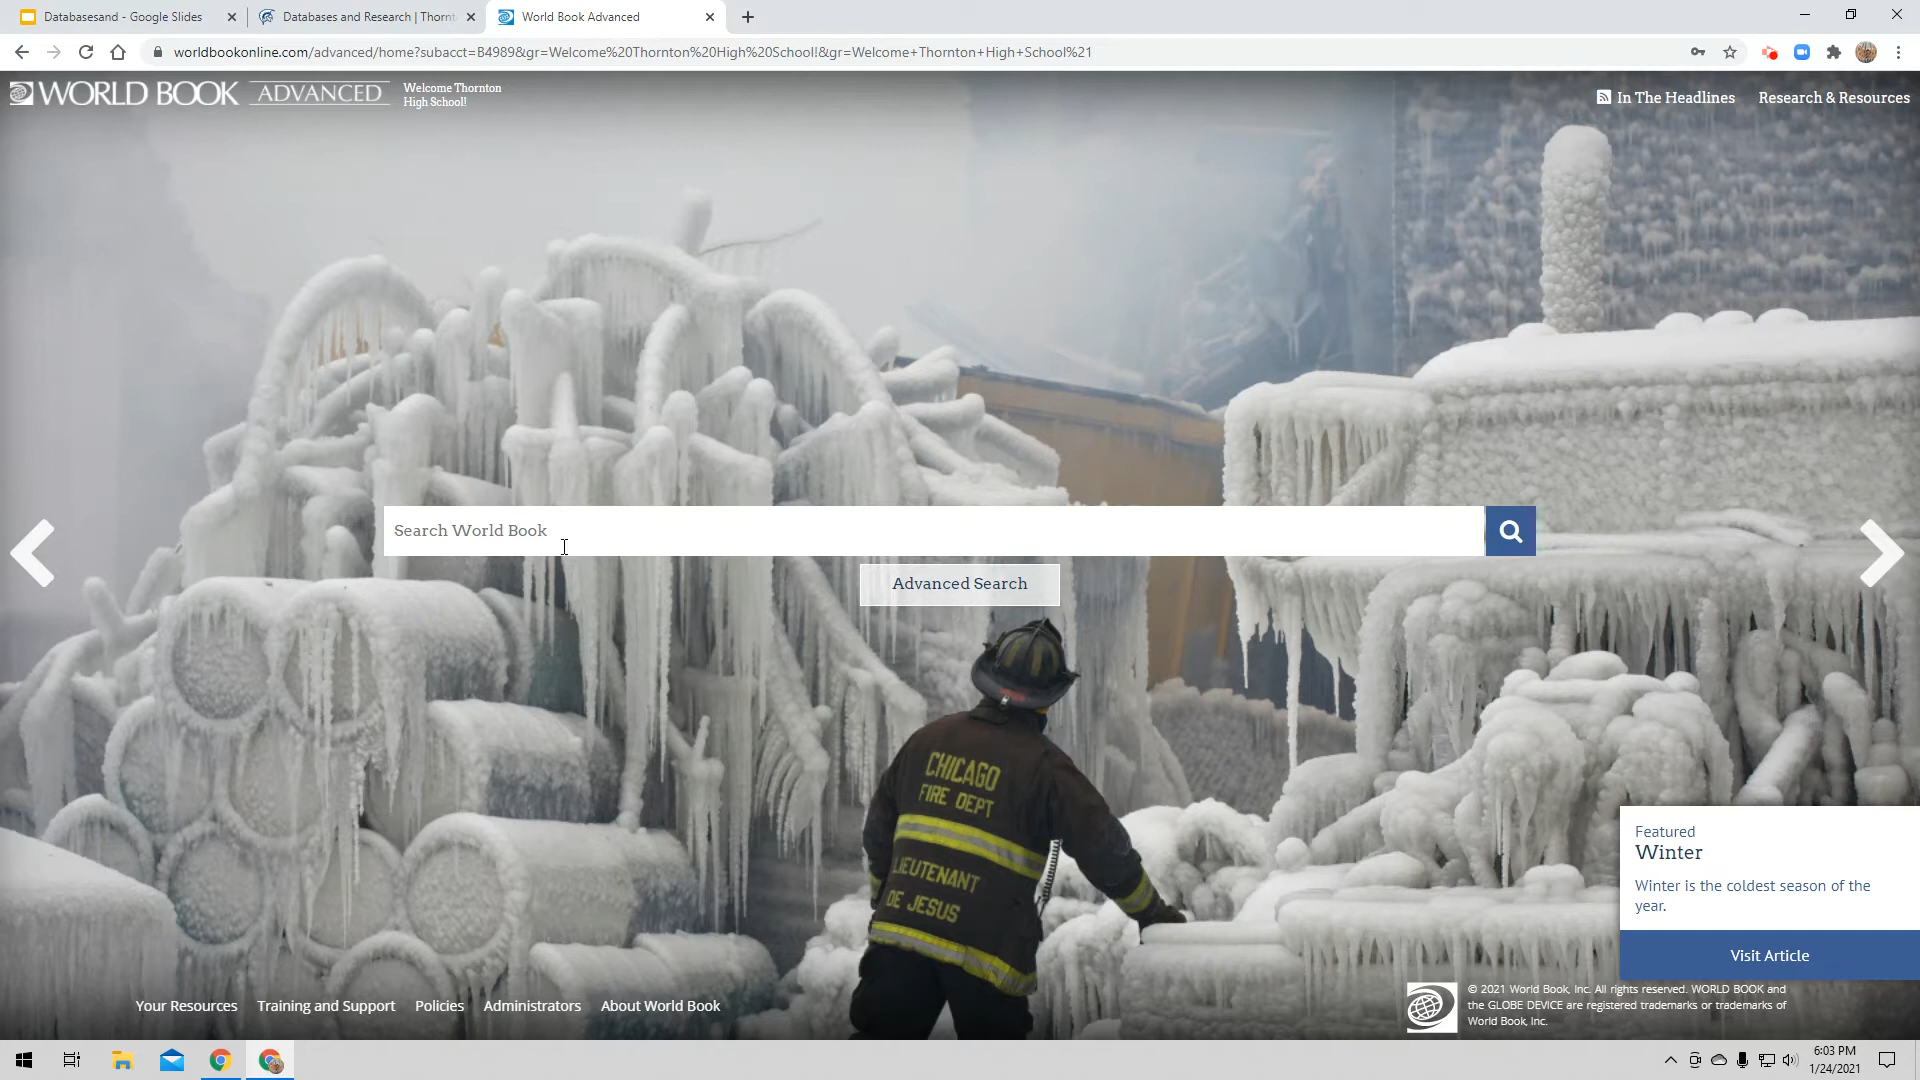 Databasesand - Google Slides
Databases and Research | Thornt
World Book Advanced
worldbookonline.com/advanced/home?subacct=B4989&gr=Welcome%20Thornton%20High%20School!&gr=Welcome+Thornton+High+School%21
WORLD BOOK ADVANCED
Welcome Thornton
High School!
In The Headlines
Research & Resources
Search World Book
Advanced Search
CHICAGO
FIRE DEPT
LIEUTENANT
DE JESUS
Featured
Winter
Winter is the coldest season of the
year.
Visit Article
Your Resources
Training and Support
Policies
Administrators
About World Book
© 2021 World Book, Inc. All rights reserved. WORLD BOOK and
the GLOBE DEVICE are registered trademarks or trademarks of
World Book, Inc.
6:03 PM
1/24/2021